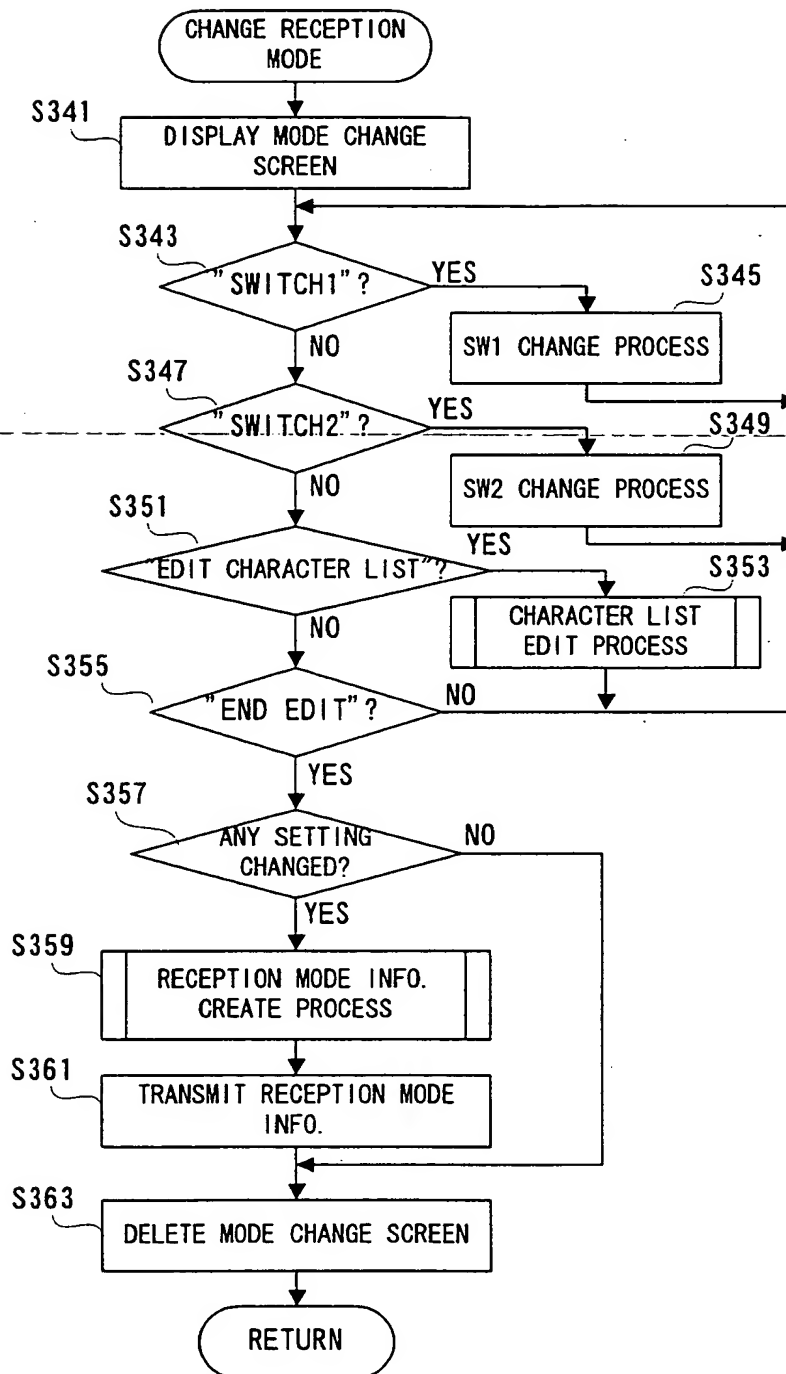 CHANGE RECEPTION
MODE
S341
DISPLAY MODE CHANGE
SCREEN
S343
"SWITCH1"?
YES
S345
SW1 CHANGE PROCESS
NO
S347
"SWITCH2"?
YES
S349
SW2 CHANGE PROCESS
NO
S351
"EDIT CHARACTER LIST"?
YES
S353
CHARACTER LIST
EDIT PROCESS
NO
S355
"END EDIT"?
NO
YES
S357
ANY SETTING
CHANGED?
NO
YES
S359
RECEPTION MODE INFO.
CREATE PROCESS
S361
TRANSMIT RECEPTION MODE
INFO.
S363
DELETE MODE CHANGE SCREEN
RETURN